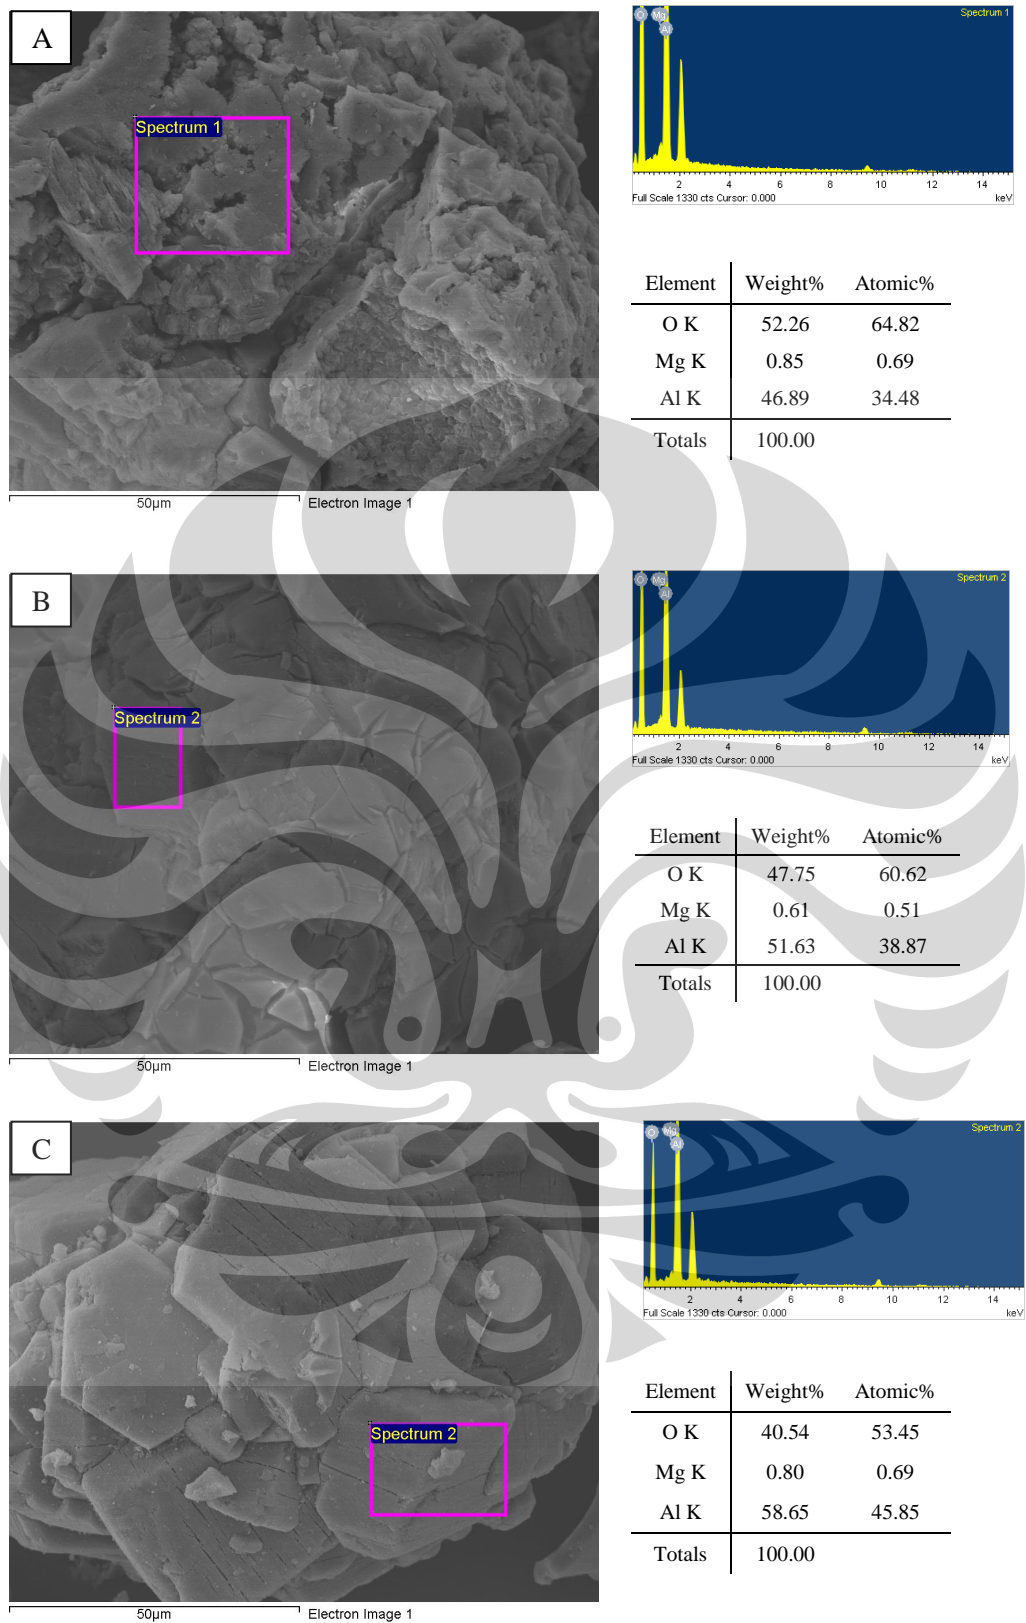 A
Spectrum 1
50µm
Electron Image 1
O Mg Al
Spectrum 1
2 4 6 8 10 12 14
Full Scale 1330 cts Cursor: 0.000
keV
Element Weight% Atomic%
O K 52.26 64.82
Mg K 0.85 0.69
Al K 46.89 34.48
Totals 100.00
B
Spectrum 2
50µm
Electron Image 1
O Mg Al
Spectrum 2
2 4 6 8 10 12 14
Full Scale 1330 cts Cursor: 0.000
keV
Element Weight% Atomic%
O K 47.75 60.62
Mg K 0.61 0.51
Al K 51.63 38.87
Totals 100.00
C
Spectrum 2
50µm
Electron Image 1
O Mg Al
Spectrum 2
2 4 6 8 10 12 14
Full Scale 1330 cts Cursor: 0.000
keV
Element Weight% Atomic%
O K 40.54 53.45
Mg K 0.80 0.69
Al K 58.65 45.85
Totals 100.00